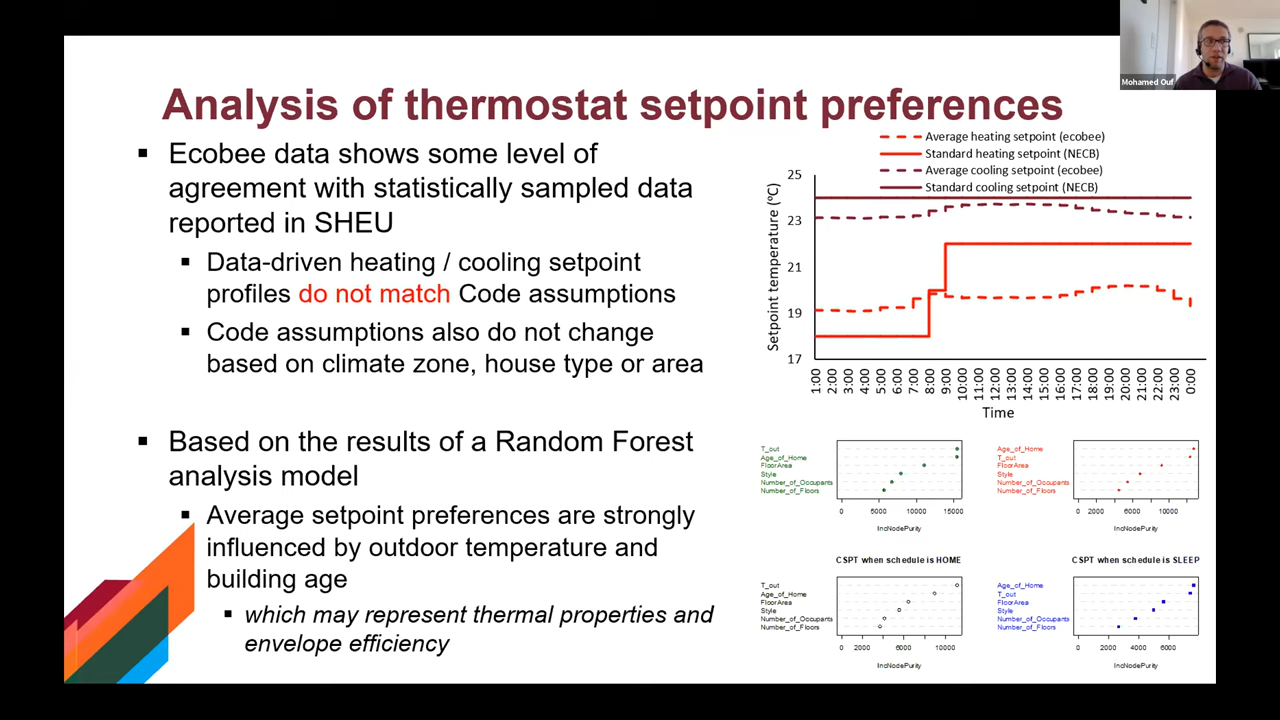 Mohamed Ouf
Analysis of thermostat setpoint preferences
▪ Ecobee data shows some level of
agreement with statistically sampled data
reported in SHEU
▪ Data-driven heating / cooling setpoint
profiles do not match Code assumptions
▪ Code assumptions also do not change
based on climate zone, house type or area
▪ Based on the results of a Random Forest
analysis model
▪ Average setpoint preferences are strongly
influenced by outdoor temperature and
building age
▪ which may represent thermal properties and
envelope efficiency
Average heating setpoint (ecobee)
Standard heating setpoint (NECB)
Average cooling setpoint (ecobee)
Standard cooling setpoint (NECB)
Setpoint temperature (°C)
25
23
21
19
17
1:00 2:00 3:00 4:00 5:00 6:00 7:00 8:00 9:00 10:00 11:00 12:00 13:00 14:00 15:00 16:00 17:00 18:00 19:00 20:00 21:00 22:00 23:00 0:00
Time
T_out
Age_of_Home
FloorArea
Style
Number_of_Occupants
Number_of_Floors
0 5000 10000 15000
IncNodePurity
Age_of_Home
T_out
FloorArea
Style
Number_of_Occupants
Number_of_Floors
0 2000 6000 10000
IncNodePurity
CSPT when schedule is HOME
T_out
Age_of_Home
FloorArea
Style
Number_of_Occupants
Number_of_Floors
0 2000 6000 10000
IncNodePurity
CSPT when schedule is SLEEP
Age_of_Home
T_out
FloorArea
Style
Number_of_Occupants
Number_of_Floors
0 2000 4000 6000
IncNodePurity